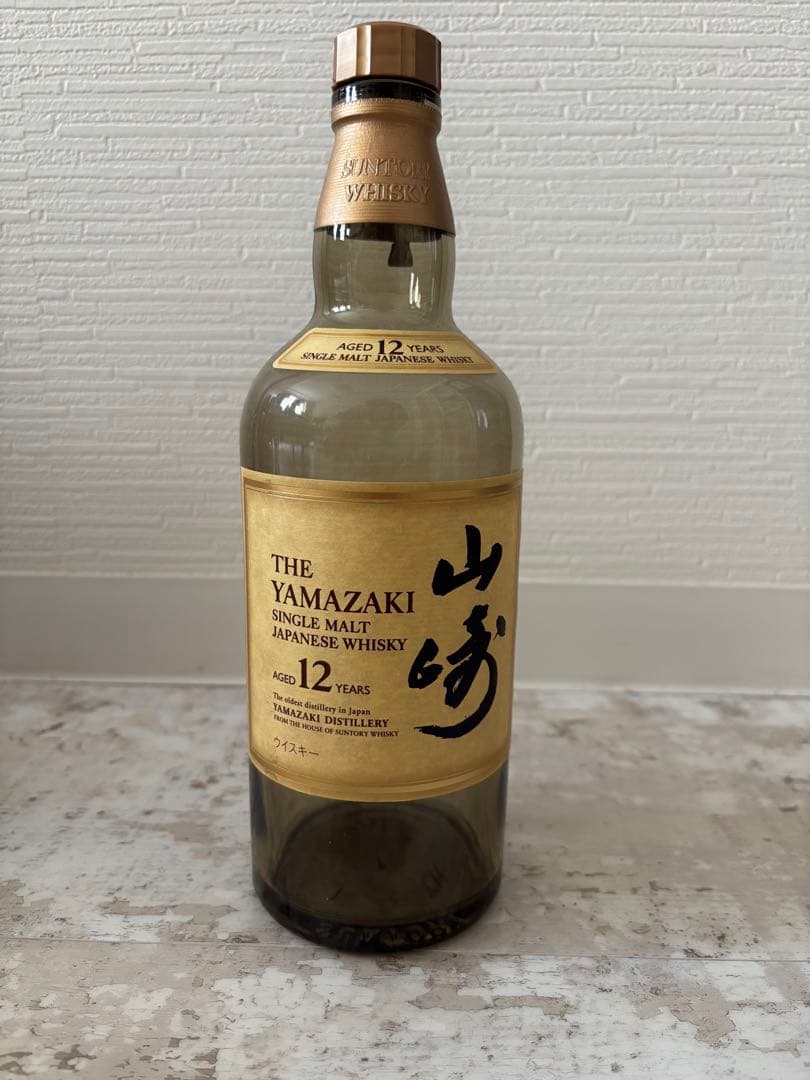 SUNTORY
WHISKY
AGED 12 YEARS
SINGLE MALT JAPANESE WHISKY
THE
YAMAZAKI
SINGLE MALT
JAPANESE WHISKY
AGED 12 YEARS
The oldest distillery in Japan
YAMAZAKI DISTILLERY
FROM THE HOUSE OF SUNTORY WHISKY
ウイスキー
山崎